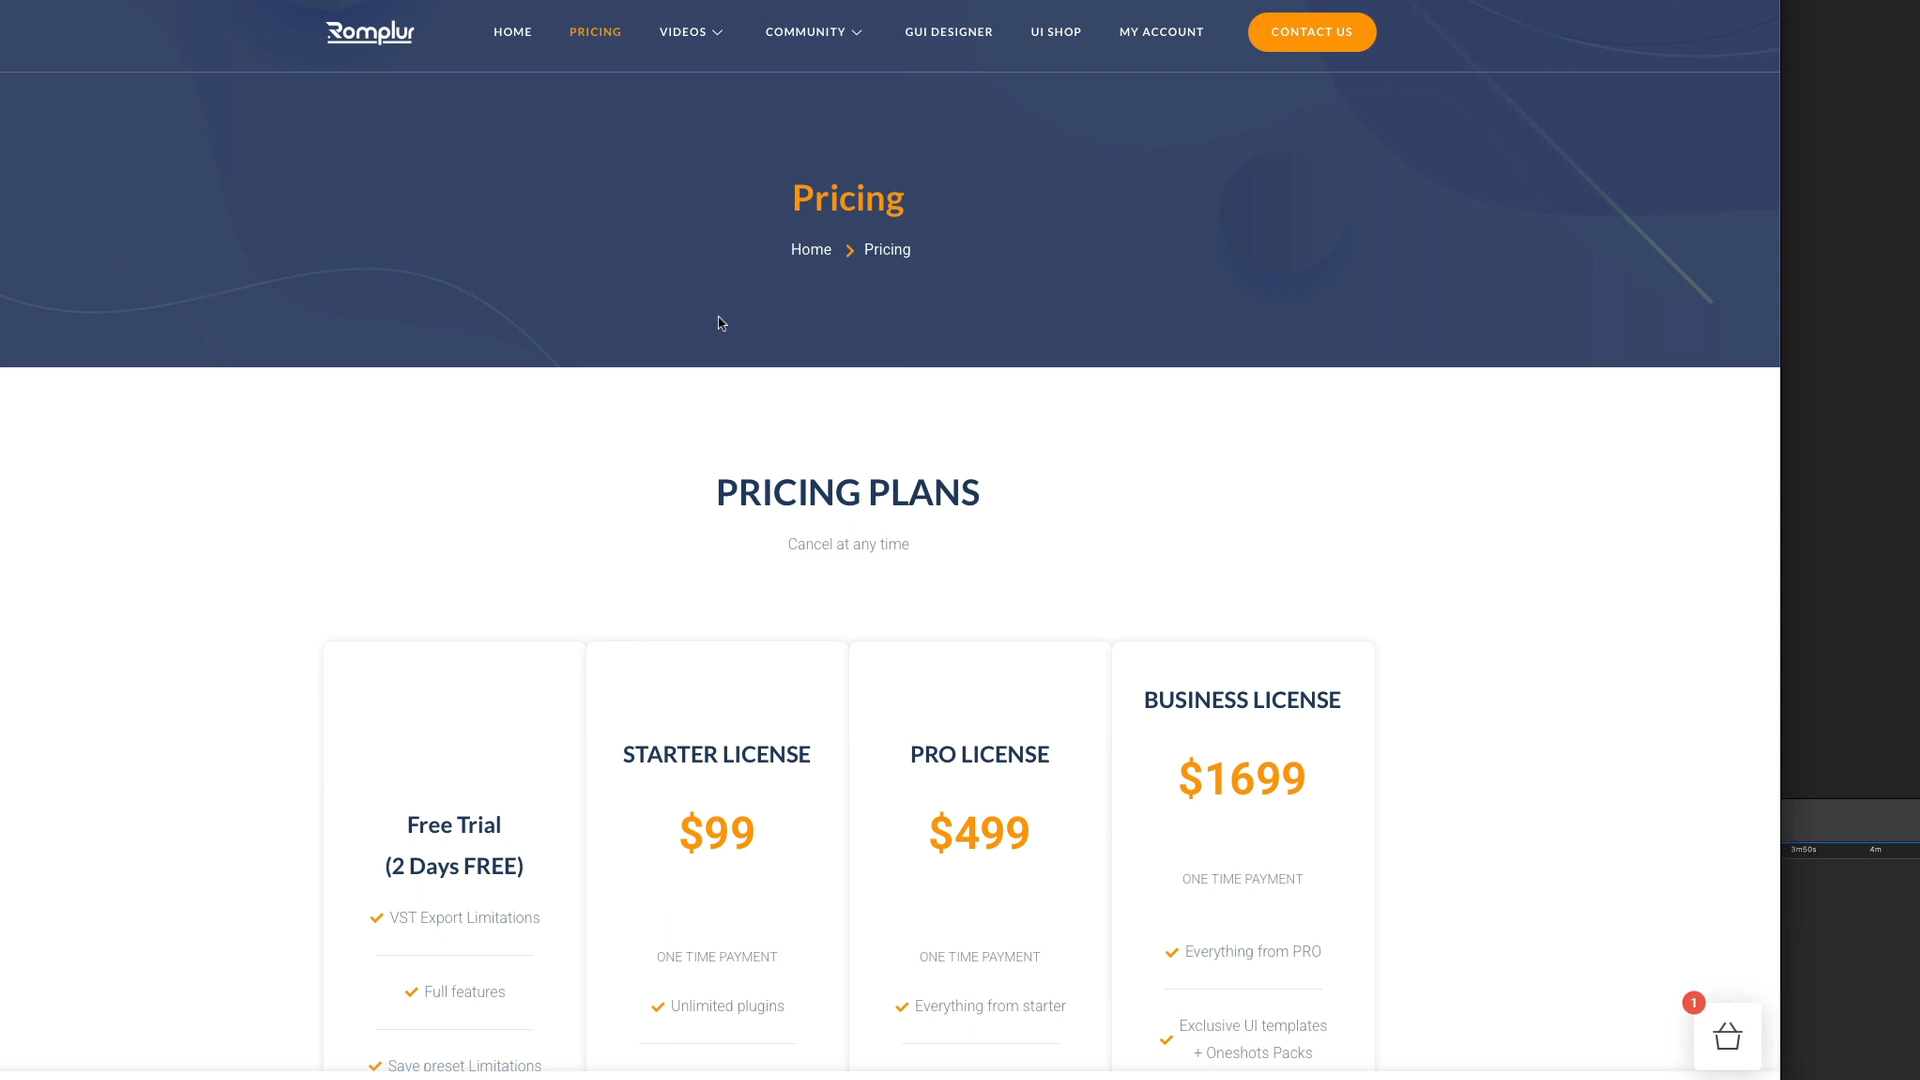 Romplur
HOME
PRICING
VIDEOS
COMMUNITY
GUI DESIGNER
UI SHOP
MY ACCOUNT
CONTACT US
Pricing
Home
Pricing
PRICING PLANS
Cancel at any time
Free Trial
(2 Days FREE)
VST Export Limitations
Full features
Save preset Limitations
STARTER LICENSE
$99
ONE TIME PAYMENT
Unlimited plugins
PRO LICENSE
$499
ONE TIME PAYMENT
Everything from starter
BUSINESS LICENSE
$1699
ONE TIME PAYMENT
Everything from PRO
Exclusive UI templates
+ Oneshots Packs
3m50s
4m
1